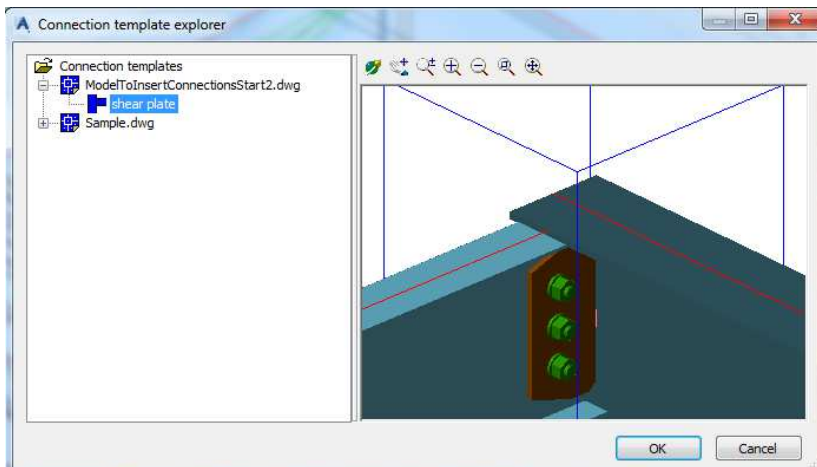 Connection template explorer
Connection templates
ModelToInsertConnectionsStart2.dwg
shear plate
Sample.dwg
OK
Cancel